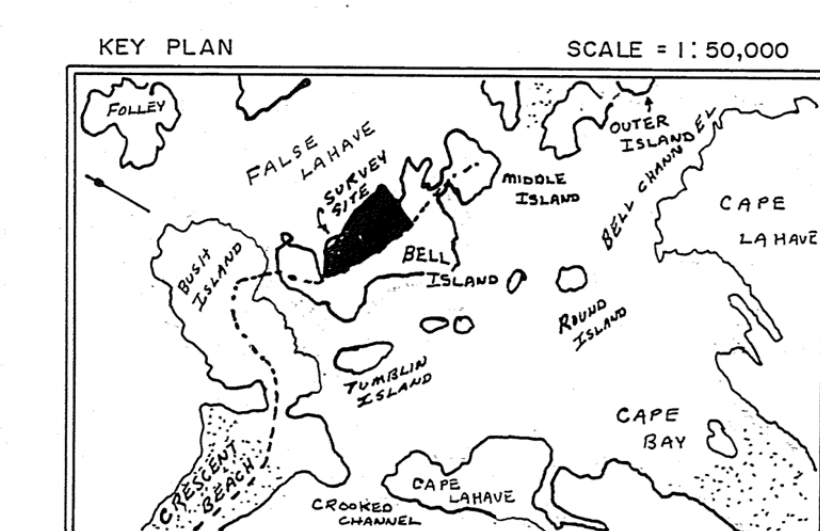 KEY PLAN
SCALE = 1:50,000
FOLLEY
FALSE
LAHAVE
SURVEY
SITE
OUTER
ISLAND
BELL CHANNEL
MIDDLE
ISLAND
CAPE
LA HAVE
BUSH
ISLAND
BELL
ISLAND
ROUND
ISLAND
TUMBLIN
ISLAND
CAPE
BAY
CRESCENT
BEACH
CAPE
LAHAVE
CROOKED
CHANNEL